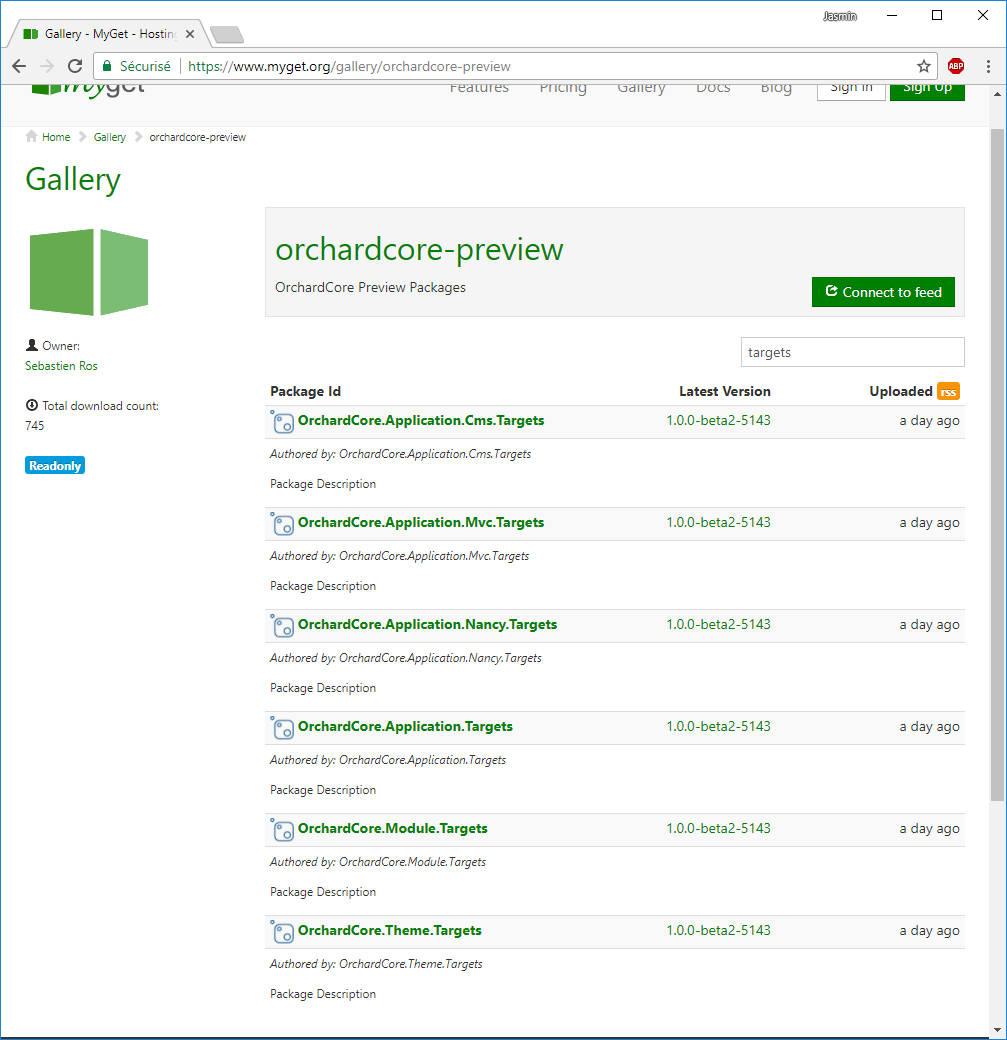 Jasmin
Gallery - MyGet - Hosting
Sécurisé https://www.myget.org/gallery/orchardcore-preview ABP
myget Features Pricing Gallery Docs Blog Sign In Sign Up
Home Gallery orchardcore-preview
Gallery
orchardcore-preview
OrchardCore Preview Packages
Connect to feed
Owner:
Sebastien Ros
Total download count:
745
Readonly
targets
Package Id Latest Version Uploaded rss
OrchardCore.Application.Cms.Targets 1.0.0-beta2-5143 a day ago
Authored by: OrchardCore.Application.Cms.Targets
Package Description
OrchardCore.Application.Mvc.Targets 1.0.0-beta2-5143 a day ago
Authored by: OrchardCore.Application.Mvc.Targets
Package Description
OrchardCore.Application.Nancy.Targets 1.0.0-beta2-5143 a day ago
Authored by: OrchardCore.Application.Nancy.Targets
Package Description
OrchardCore.Application.Targets 1.0.0-beta2-5143 a day ago
Authored by: OrchardCore.Application.Targets
Package Description
OrchardCore.Module.Targets 1.0.0-beta2-5143 a day ago
Authored by: OrchardCore.Module.Targets
Package Description
OrchardCore.Theme.Targets 1.0.0-beta2-5143 a day ago
Authored by: OrchardCore.Theme.Targets
Package Description